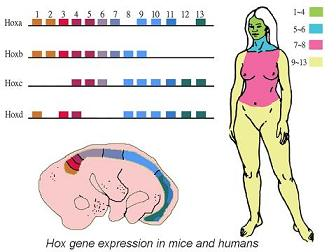 1 2 3 4 5 6 7 8 9 10 11 12 13
Hoxa
Hoxb
Hoxc
Hoxd
1~4
5~6
7~8
9~13
Hox gene expression in mice and humans